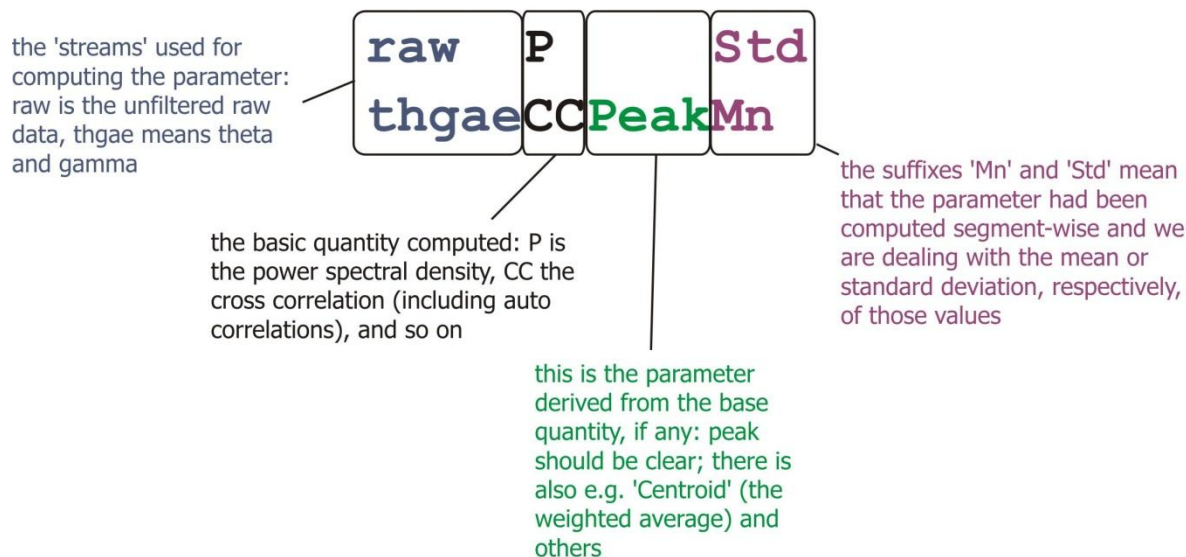 the 'streams' used for
computing the parameter:
raw is the unfiltered raw
data, thgae means theta
and gamma
raw P Std
thgaeCCPeakMn
the basic quantity computed: P is
the power spectral density, CC the
cross correlation (including auto
correlations), and so on
the suffixes 'Mn' and 'Std' mean
that the parameter had been
computed segment-wise and we
are dealing with the mean or
standard deviation, respectively,
of those values
this is the parameter
derived from the base
quantity, if any: peak
should be clear; there is
also e.g. 'Centroid' (the
weighted average) and
others